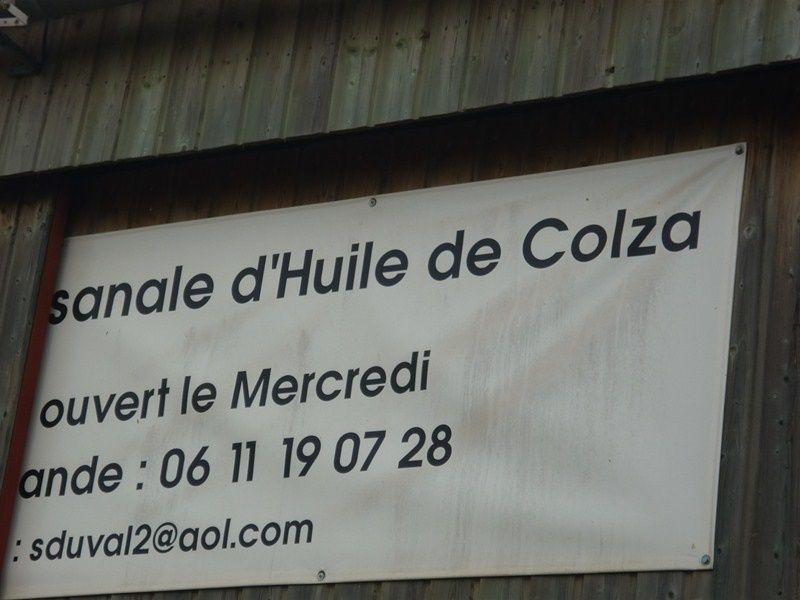 sanale d'Huile de Colza
ouvert le Mercredi
ande : 06 11 19 07 28
: sduval2@aol.com